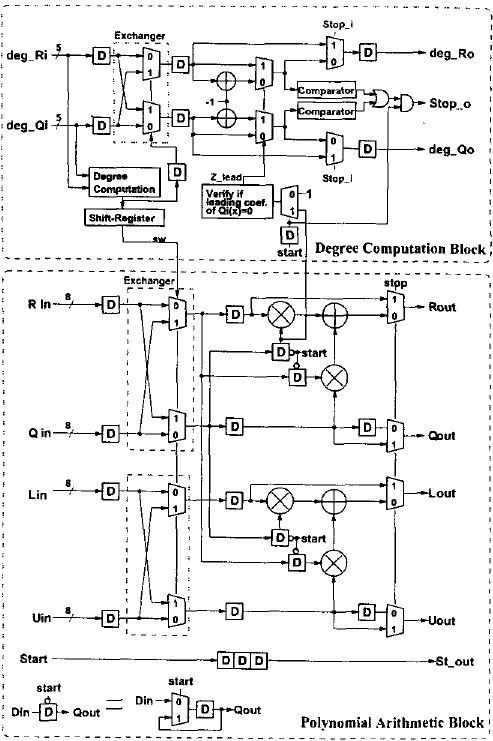 Exchanger
Stop_i
deg_Ri 5 D 0 1 D 1 0 D deg_Ro
1 0
Comparator
-1
Comparator
Stop_o
deg_Qi 5 D 1 0 D 0 1
0 1 D deg_Qo
Stop_i
D
Degree
Computation
Z_lead
Verify if
leading coef.
of Qi(x)=0
0 1
1
Shift-Register
D
start
sw
Degree Computation Block
Exchanger
stop
R In 8 D 0 1 D 1 0 Rout
D start
D
Q in 8 D 1 0 D D 0 1 Qout
Lin 8 D 0 1 D 1 0 Lout
D start
D
Uin 8 D 1 0 D D 0 1 Uout
Start D D D St_out
start
Din D Qout
start
Din 0 1 D Qout
Polynomial Arithmetic Block